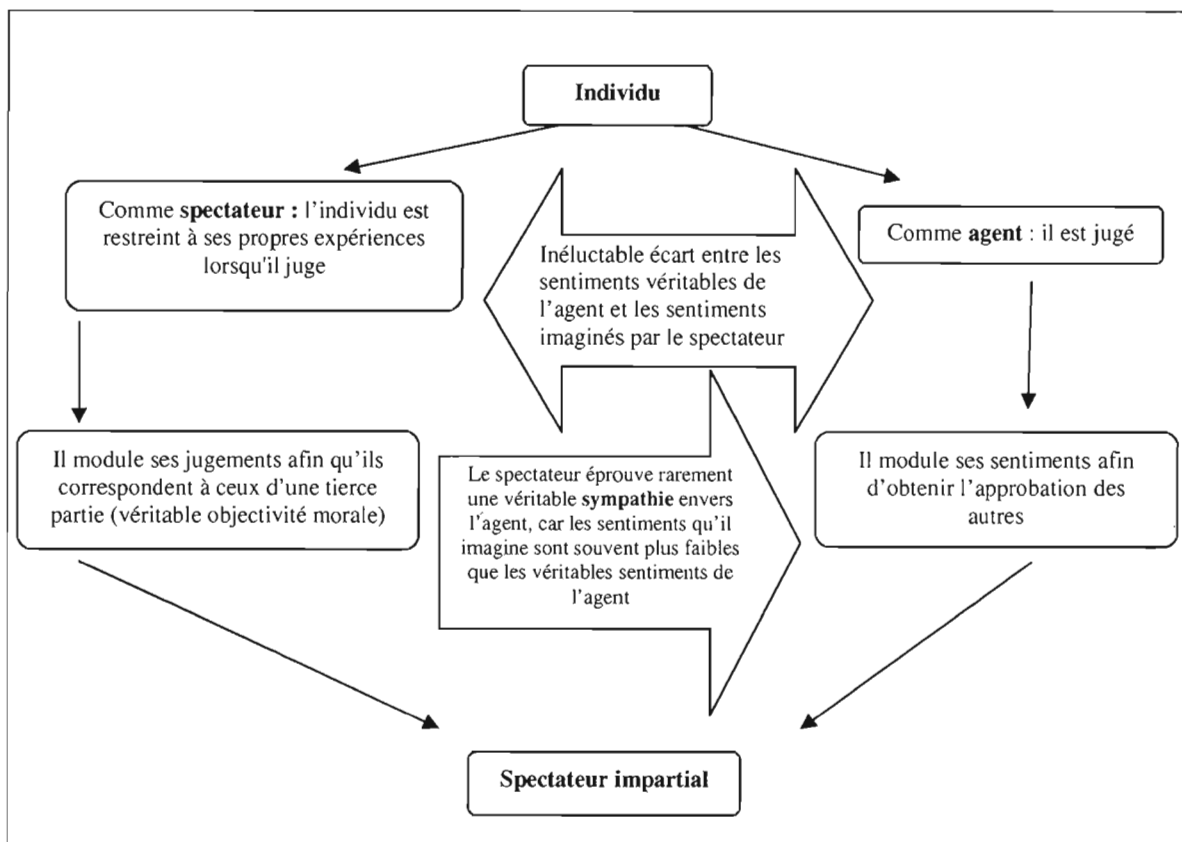 Individu
Comme spectateur : l'individu est
restreint à ses propres expériences
lorsqu'il juge
Inéluctable écart entre les
sentiments véritables de
l'agent et les sentiments
imaginés par le spectateur
Comme agent : il est jugé
Il module ses jugements afin qu'ils
correspondent à ceux d'une tierce
partie (véritable objectivité morale)
Le spectateur éprouve rarement
une véritable sympathie envers
l'agent, car les sentiments qu'il
imagine sont souvent plus faibles
que les véritables sentiments de
l'agent
Il module ses sentiments afin
d'obtenir l'approbation des
autres
Spectateur impartial